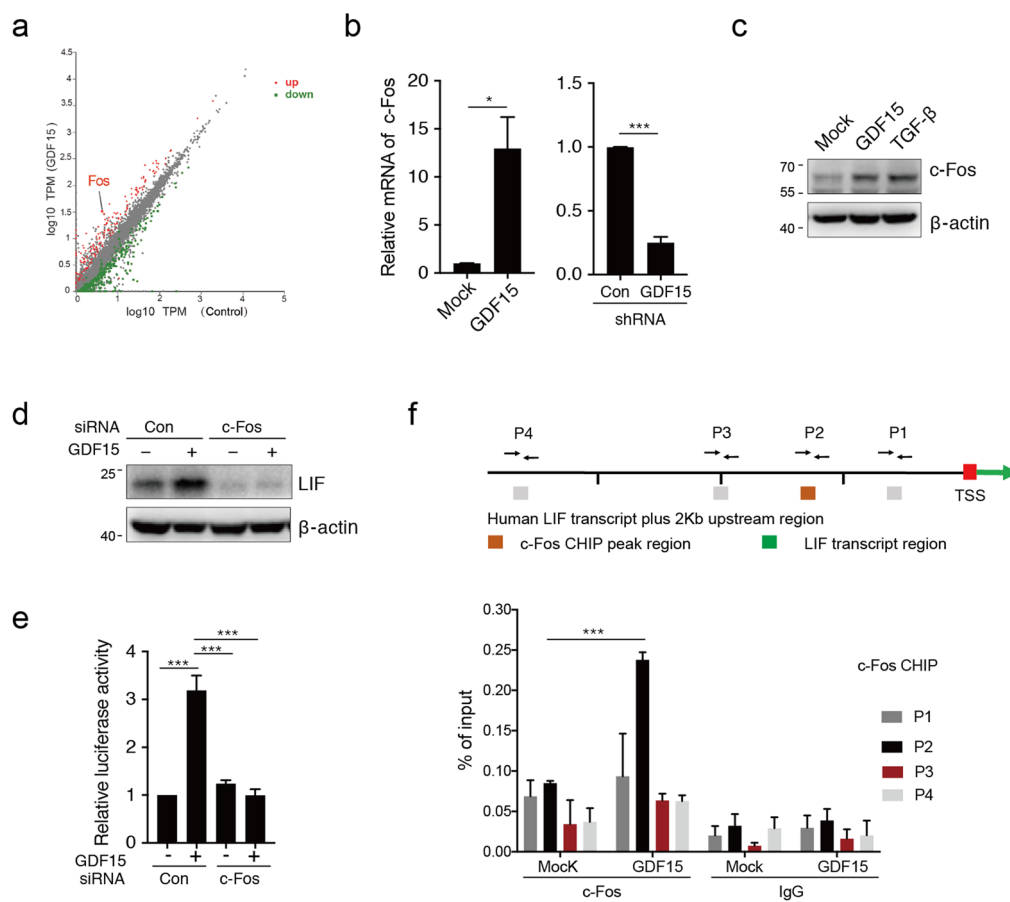 a
4.5
4
3.5
3
2.5
2
1.5
1
0.5
0
0
1
2
3
4
5
up
down
Fos
log10 TPM (GDF15)
log10 TPM (Control)
b
Relative mRNA of c-Fos
20
15
10
5
0
*
Mock
GDF15
1.0
0.5
0.0
***
Con GDF15
shRNA
c
Mock
GDF15
TGF-β
70
55
40
c-Fos
β-actin
d
siRNA Con c-Fos
GDF15 – + – +
25
LIF
40
β-actin
e
Relative luciferase activity
4
3
2
1
0
***
***
***
GDF15 - + - +
siRNA Con c-Fos
f
P4 P3 P2 P1
TSS
Human LIF transcript plus 2Kb upstream region
c-Fos CHIP peak region
LIF transcript region
% of input
0.30
0.25
0.20
0.15
0.10
0.05
0.00
***
MocK GDF15 Mock GDF15
c-Fos IgG
c-Fos CHIP
P1
P2
P3
P4